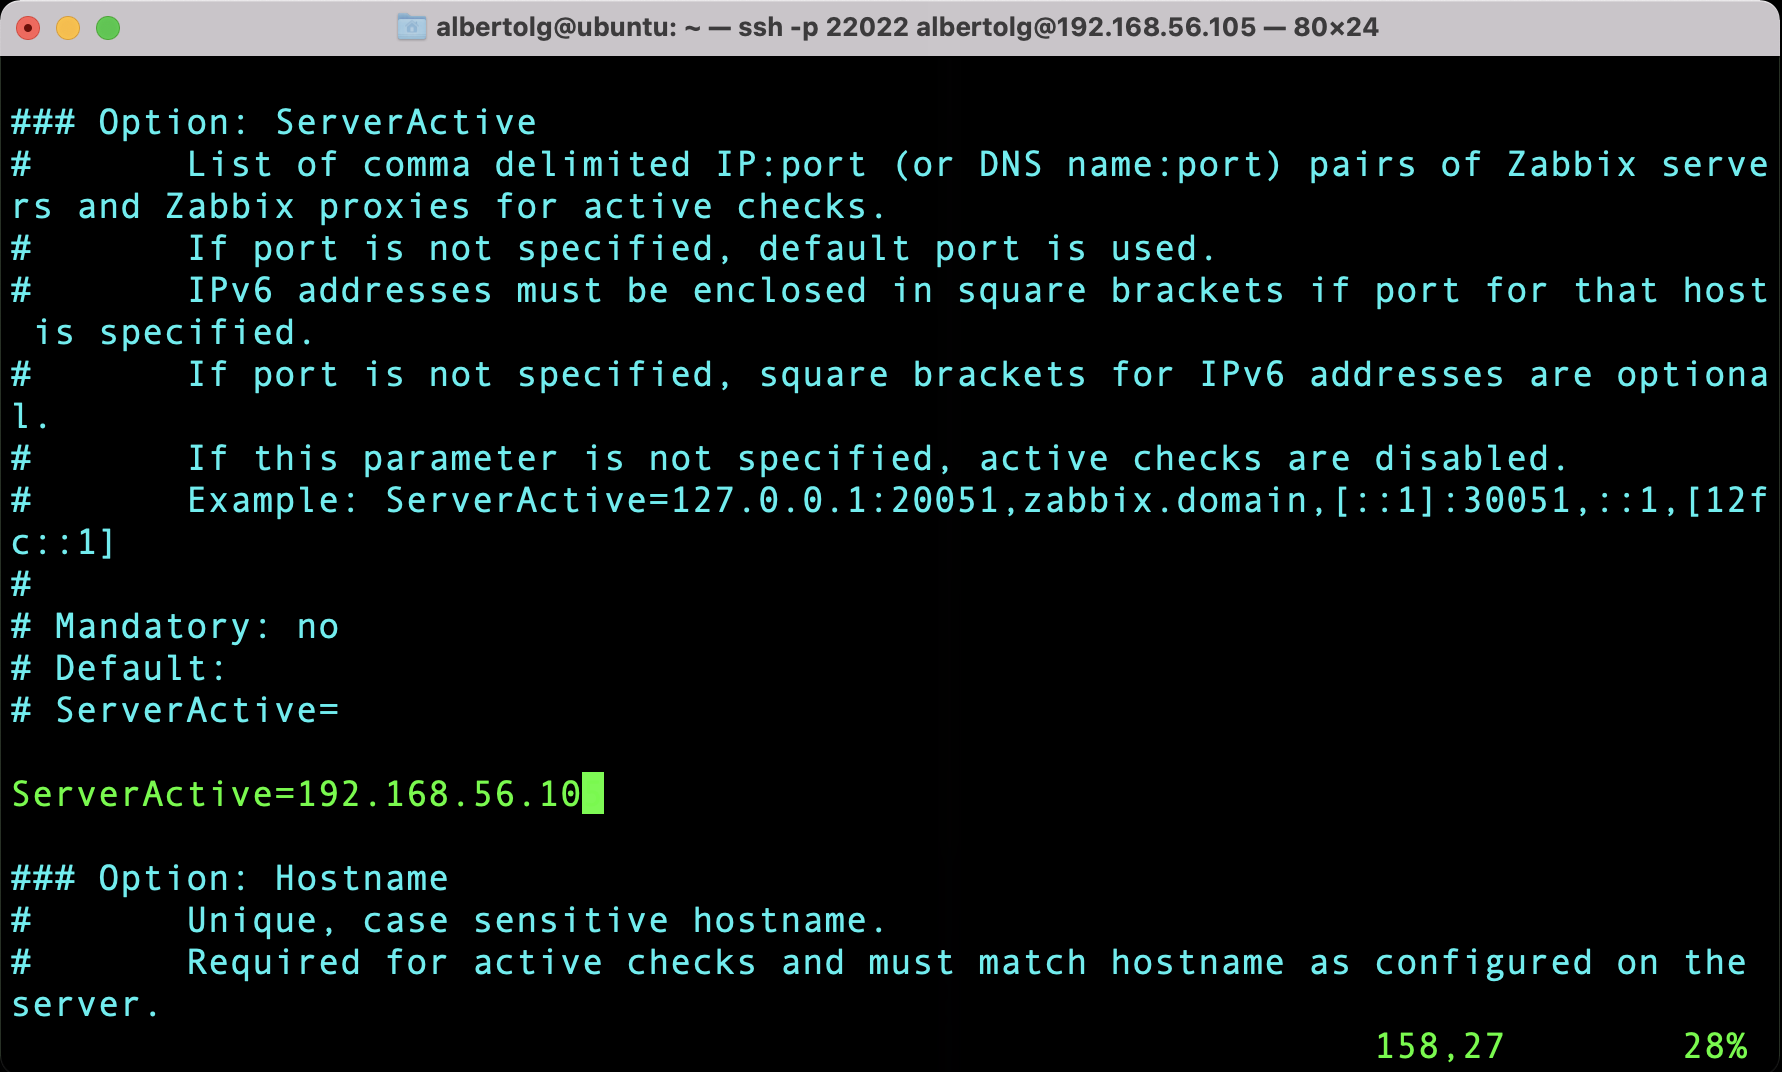 albertolg@ubuntu: ~ — ssh -p 22022 albertolg@192.168.56.105 — 80×24
### Option: ServerActive
#       List of comma delimited IP:port (or DNS name:port) pairs of Zabbix serve
rs and Zabbix proxies for active checks.
#       If port is not specified, default port is used.
#       IPv6 addresses must be enclosed in square brackets if port for that host
 is specified.
#       If port is not specified, square brackets for IPv6 addresses are optiona
l.
#       If this parameter is not specified, active checks are disabled.
#       Example: ServerActive=127.0.0.1:20051,zabbix.domain,[::1]:30051,::1,[12f
c::1]
#
# Mandatory: no
# Default:
# ServerActive=
ServerActive=192.168.56.10
### Option: Hostname
#       Unique, case sensitive hostname.
#       Required for active checks and must match hostname as configured on the
server.
158,27        28%